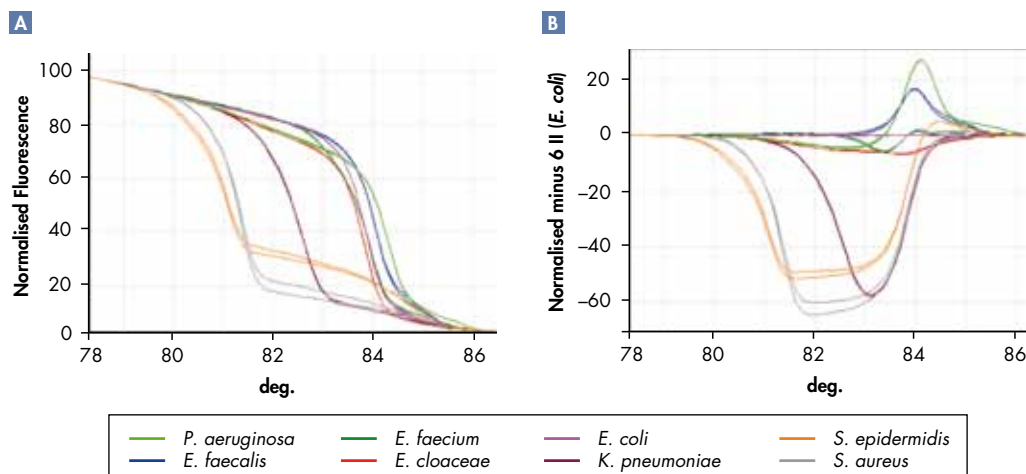 A
B
Normalised Fluorescence
100
80
60
40
20
0
78
80
82
84
86
deg.
Normalised minus 6 II (E. coli)
20
0
–20
–40
–60
78
80
82
84
86
deg.
P. aeruginosa
E. faecium
E. coli
S. epidermidis
E. faecalis
E. cloaceae
K. pneumoniae
S. aureus